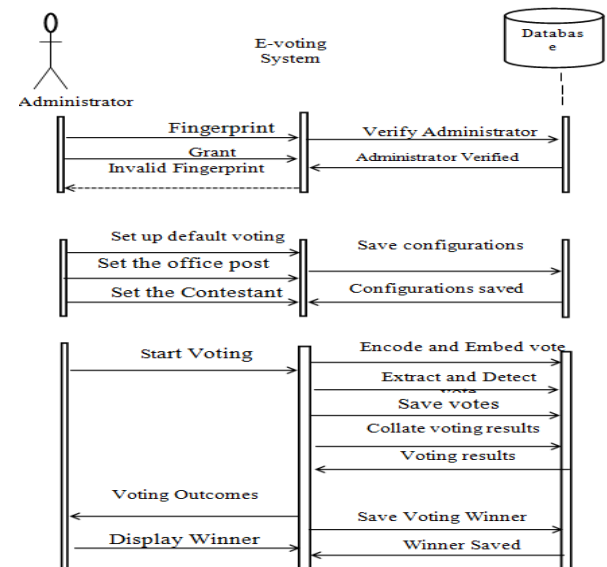 Databas
e
E-voting
System
Administrator
Fingerprint
Verify Administrator
Grant
Administrator Verified
Invalid Fingerprint
Set up default voting
Save configurations
Set the office post
Set the Contestant
Configurations saved
Start Voting
Encode and Embed vote
Extract and Detect
Save votes
Collate voting results
Voting results
Voting Outcomes
Save Voting Winner
Display Winner
Winner Saved